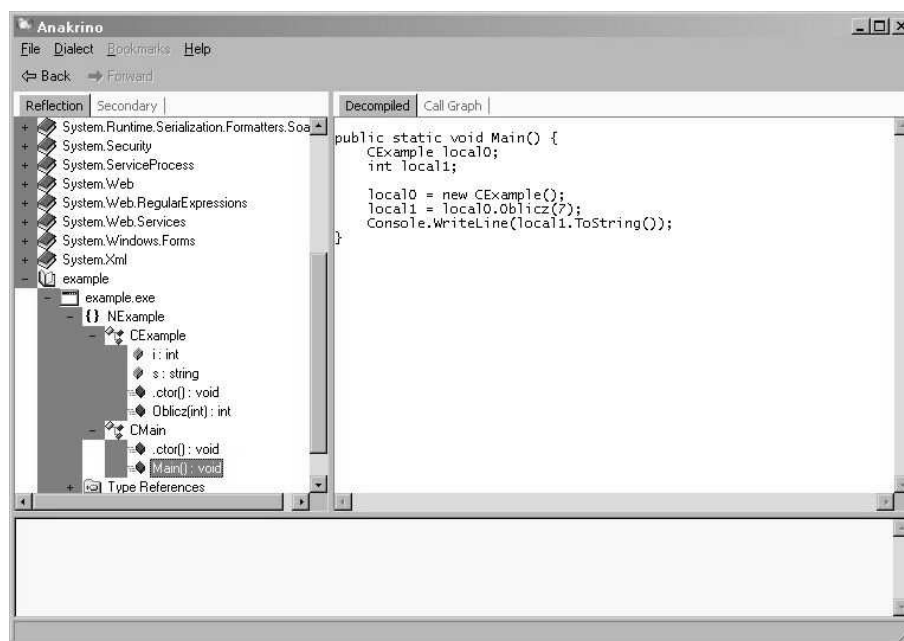 Anakrino
File Dialect Bookmarks Help
Back Forward
Reflection Secondary
System.Runtime.Serialization.Formatters.Soa
System.Security
System.ServiceProcess
System.Web
System.Web.RegularExpressions
System.Web.Services
System.Windows.Forms
System.Xml
example
example.exe
{} NExample
CExample
i : int
s : string
.ctor() : void
Oblicz(int) : int
CMain
.ctor() : void
Main() : void
Type References
Decompiled Call Graph
public static void Main() {
CExample local0;
int local1;
local0 = new CExample();
local1 = local0.Oblicz(7);
Console.WriteLine(local1.ToString());
}